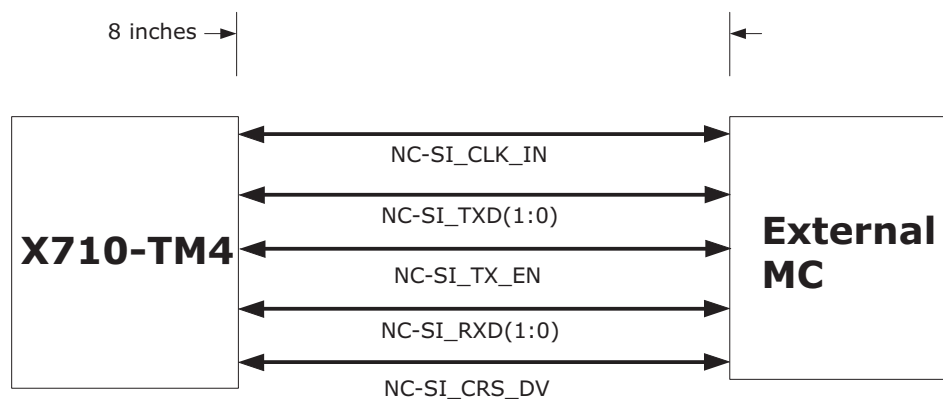 8 inches
X710-TM4
NC-SI_CLK_IN
NC-SI_TXD(1:0)
NC-SI_TX_EN
NC-SI_RXD(1:0)
NC-SI_CRS_DV
External
MC